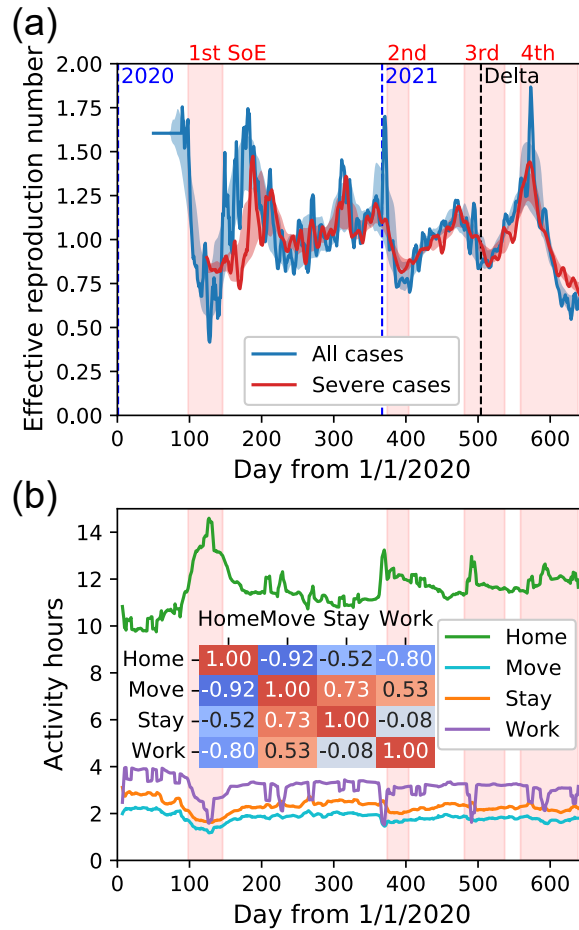 (a)
1st SoE 2nd 3rd 4th
2020 2021 Delta
Effective reproduction number
2.00
1.75
1.50
1.25
1.00
0.75
0.50
0.25
0.00
All cases
Severe cases
0 100 200 300 400 500 600
Day from 1/1/2020
(b)
Activity hours
14
12
10
8
6
4
2
0
Home Move Stay Work
Home 1.00 -0.92 -0.52 -0.80
Move -0.92 1.00 0.73 0.53
Stay -0.52 0.73 1.00 -0.08
Work -0.80 0.53 -0.08 1.00
Home
Move
Stay
Work
0 100 200 300 400 500 600
Day from 1/1/2020